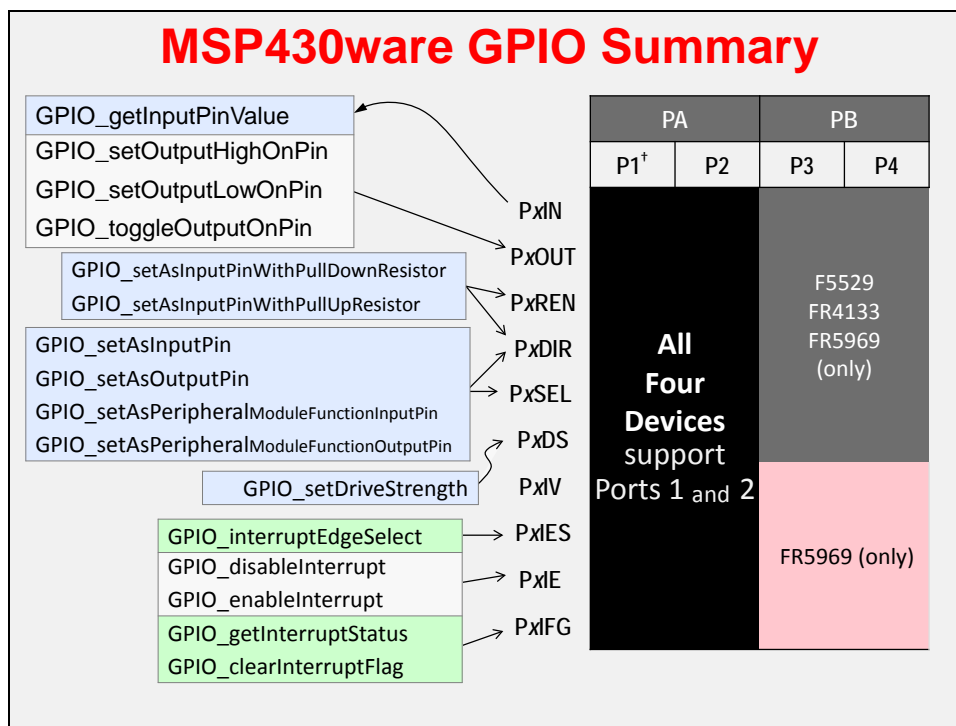 MSP430ware GPIO Summary
GPIO_getInputPinValue
GPIO_setOutputHighOnPin
GPIO_setOutputLowOnPin
GPIO_toggleOutputOnPin
GPIO_setAsInputPinWithPullDownResistor
GPIO_setAsInputPinWithPullUpResistor
GPIO_setAsInputPin
GPIO_setAsOutputPin
GPIO_setAsPeripheralModuleFunctionInputPin
GPIO_setAsPeripheralModuleFunctionOutputPin
GPIO_setDriveStrength
GPIO_interruptEdgeSelect
GPIO_disableInterrupt
GPIO_enableInterrupt
GPIO_getInterruptStatus
GPIO_clearInterruptFlag
PxIN
PxOUT
PxREN
PxDIR
PxSEL
PxDS
PxIV
PxIES
PxIE
PxIFG
PA PB
P1† P2 P3 P4
All
Four
Devices
support
Ports 1 and 2
F5529
FR4133
FR5969
(only)
FR5969 (only)